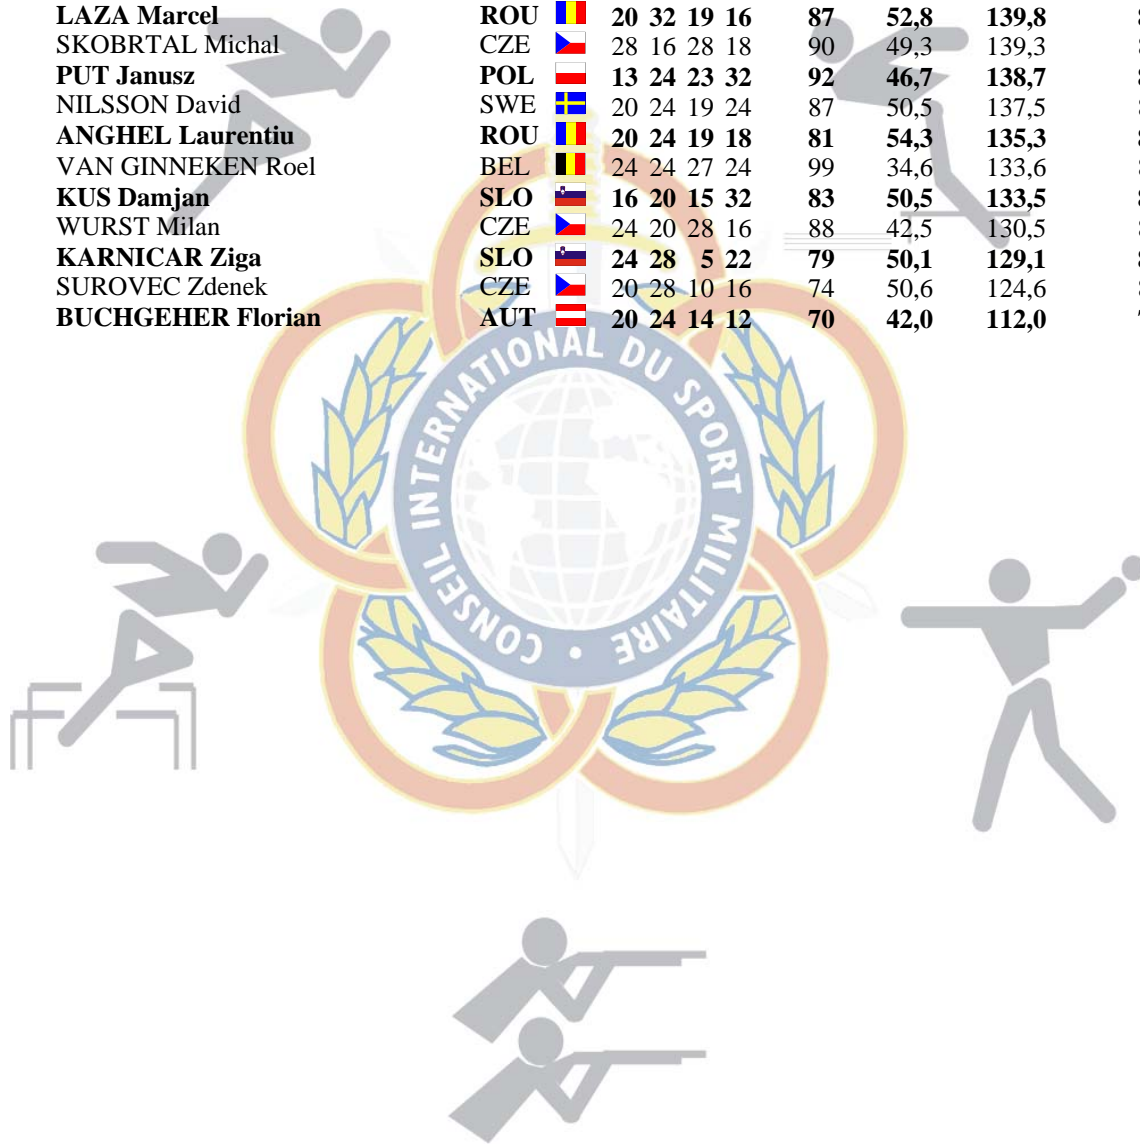 LAZA Marcel ROU 20 32 19 16 87 52,8 139,8
SKOBRTAL Michal CZE 28 16 28 18 90 49,3 139,3
PUT Janusz POL 13 24 23 32 92 46,7 138,7
NILSSON David SWE 20 24 19 24 87 50,5 137,5
ANGHEL Laurentiu ROU 20 24 19 18 81 54,3 135,3
VAN GINNEKEN Roel BEL 24 24 27 24 99 34,6 133,6
KUS Damjan SLO 16 20 15 32 83 50,5 133,5
WURST Milan CZE 24 20 28 16 88 42,5 130,5
KARNICAR Ziga SLO 24 28 5 22 79 50,1 129,1
SUROVEC Zdenek CZE 20 28 10 16 74 50,6 124,6
BUCHGEHER Florian AUT 20 24 14 12 70 42,0 112,0
CONSEIL INTERNATIONAL DU SPORT MILITAIRE •